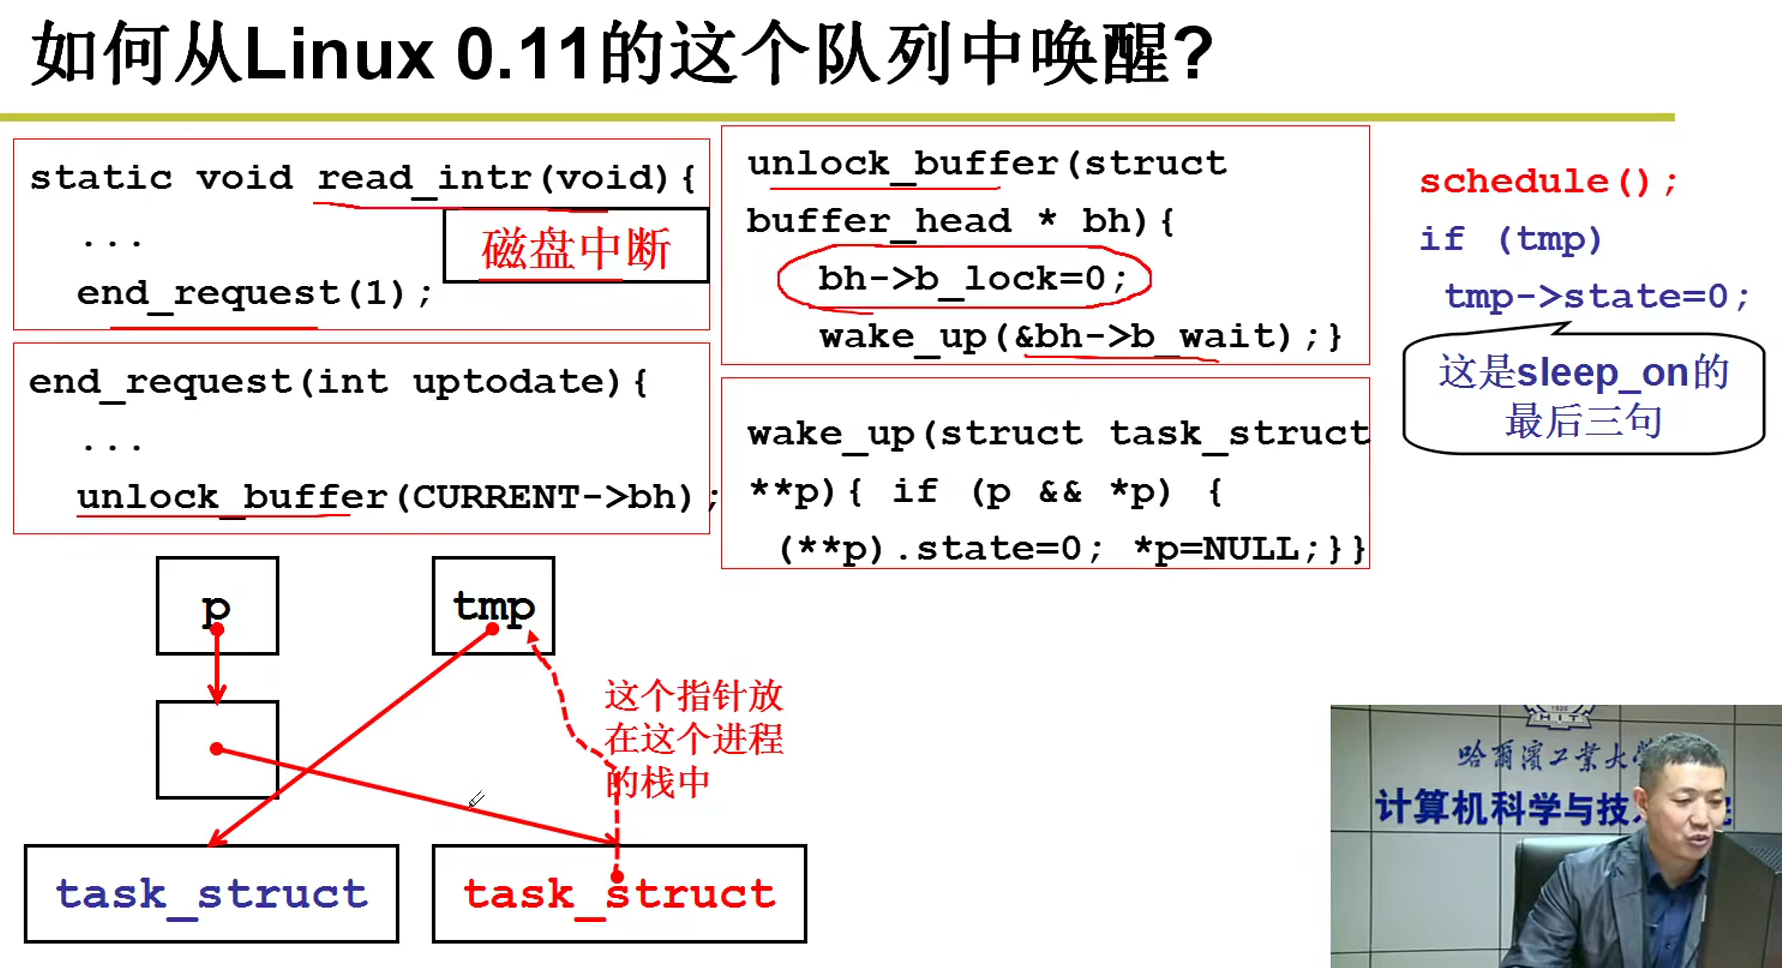 如何从Linux 0.11的这个队列中唤醒?
static void read_intr(void){
...
end_request(1);
磁盘中断
end_request(int uptodate){
...
unlock_buffer(CURRENT->bh);
unlock_buffer(struct
buffer_head * bh){
bh->b_lock=0;
wake_up(&bh->b_wait);}
wake_up(struct task_struct
**p){ if (p && *p) {
(**p).state=0; *p=NULL;}}
schedule();
if (tmp)
tmp->state=0;
这是sleep_on的
最后三句
p
tmp
这个指针放
在这个进程
的栈中
task_struct
task_struct
1920
HIT
哈尔滨工业大
计算机科学与技